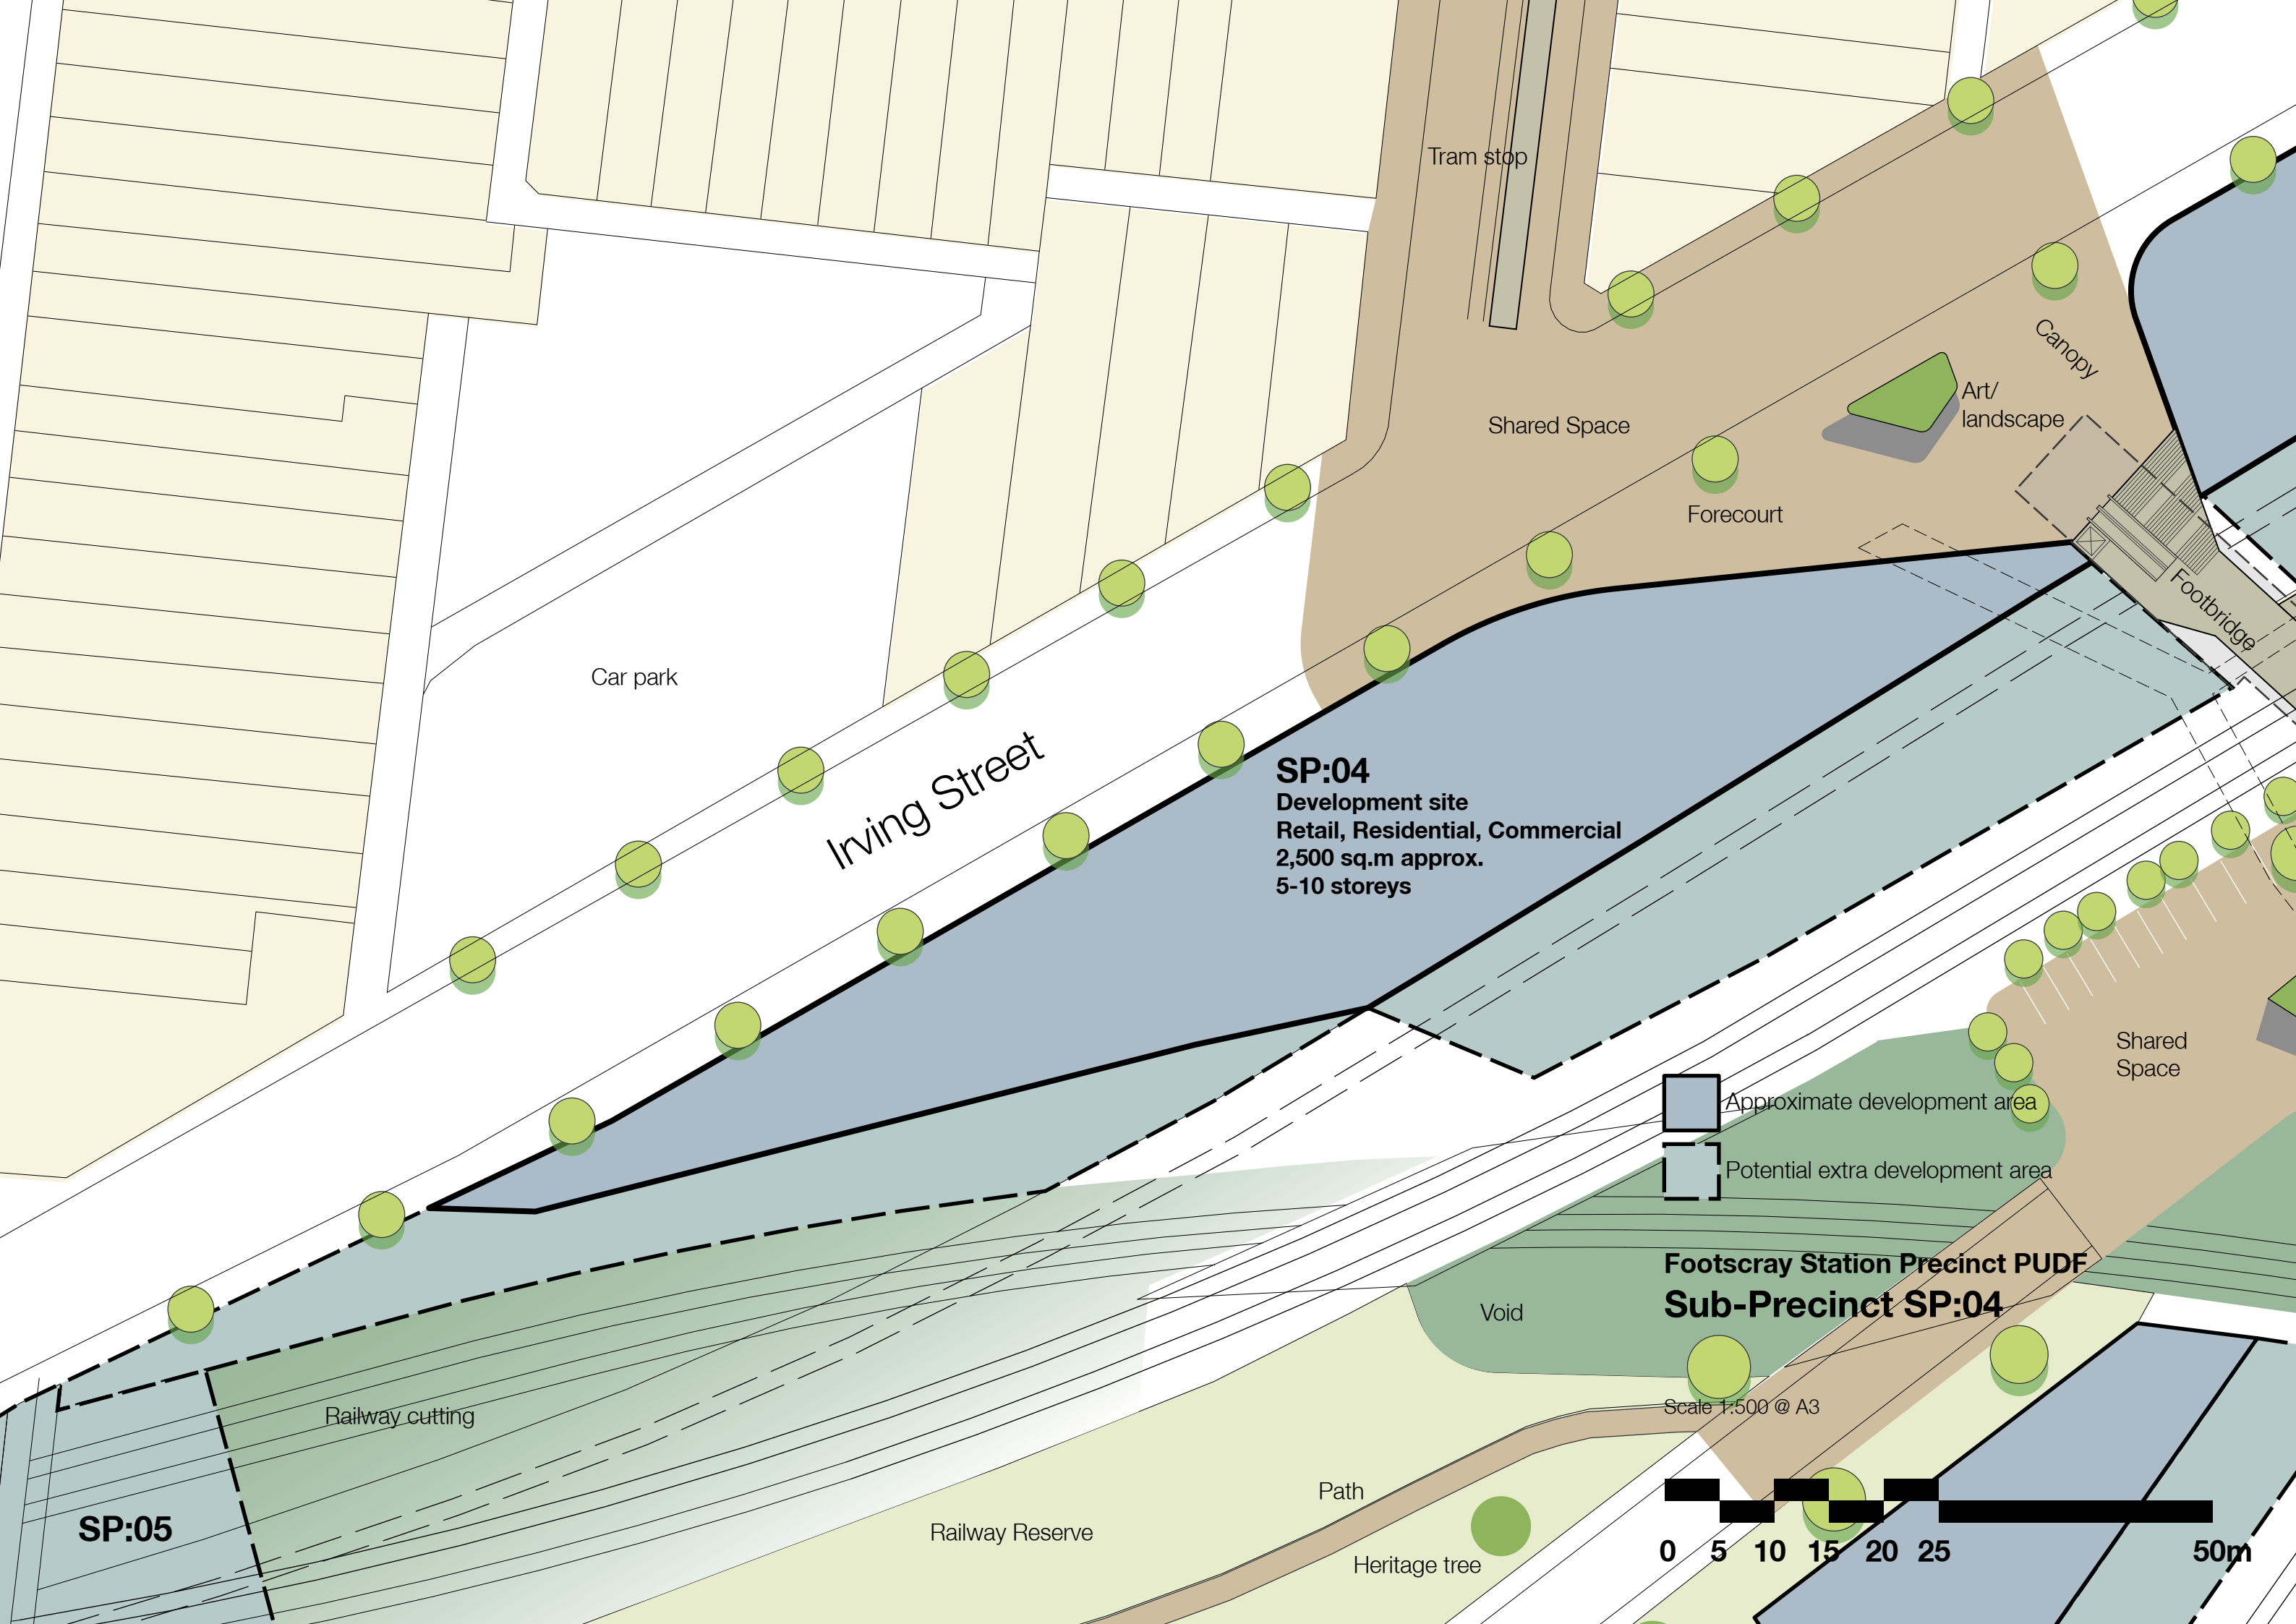 Tram stop
Canopy
Art/
landscape
Shared Space
Forecourt
Footbridge
Car park
Irving Street
SP:04
Development site
Retail, Residential, Commercial
2,500 sq.m approx.
5-10 storeys
Shared
Space
Approximate development area
Potential extra development area
Footscray Station Precinct PUDF
Sub-Precinct SP:04
Void
Scale 1:500 @ A3
Railway cutting
SP:05
Path
Railway Reserve
Heritage tree
0 5 10 15 20 25 50m